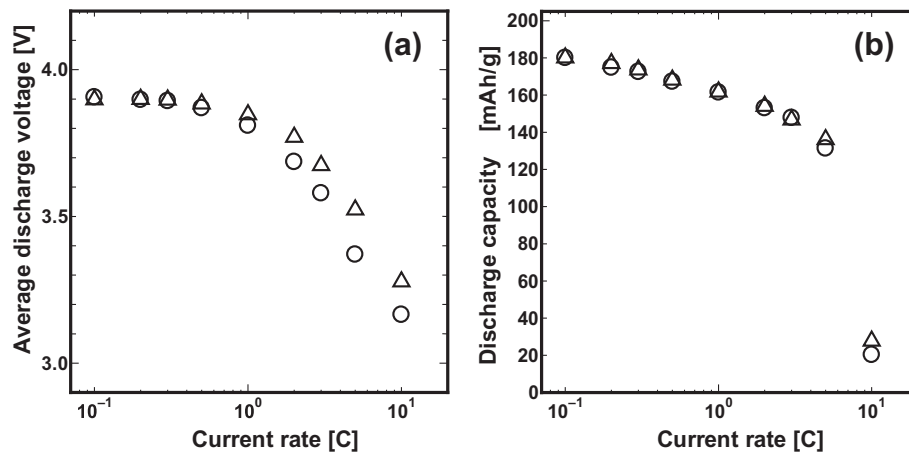 (a)
Average discharge voltage [V]
4.0
3.5
3.0
10⁻¹ 10⁰ 10¹
Current rate [C]
(b)
Discharge capacity [mAh/g]
200
180
160
140
120
100
80
60
40
20
0
10⁻¹ 10⁰ 10¹
Current rate [C]